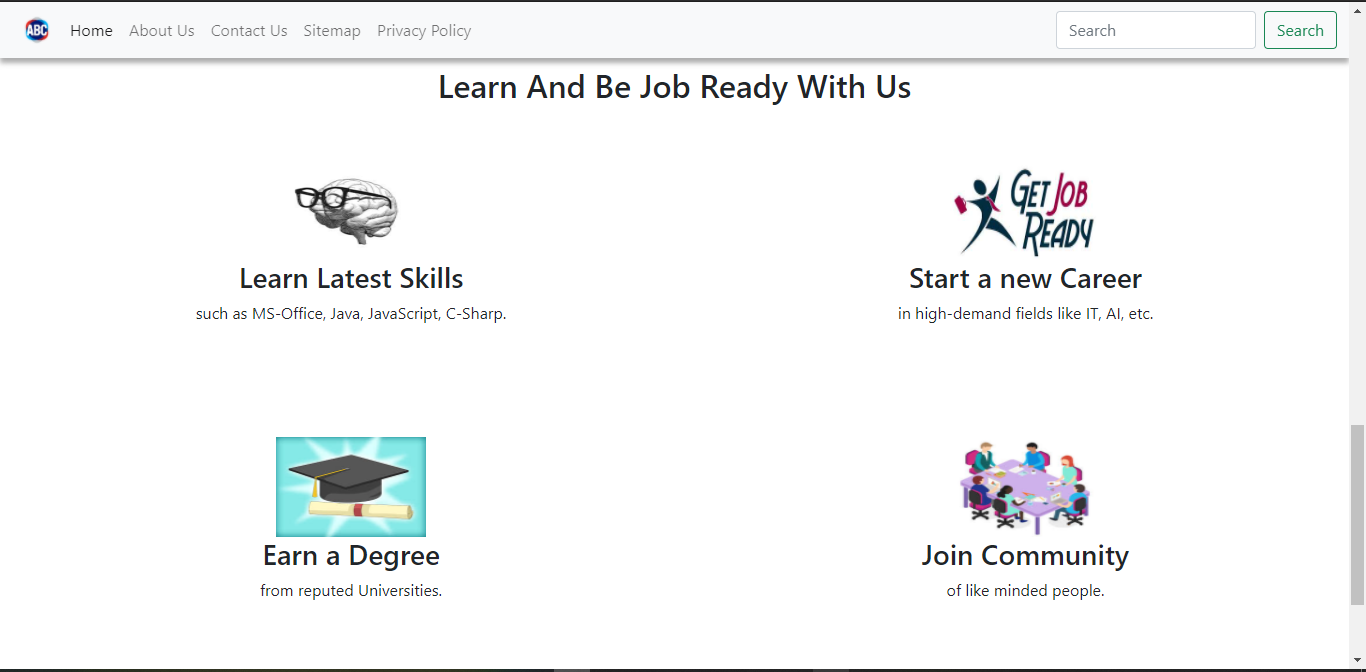 ABC Home About Us Contact Us Sitemap Privacy Policy Search Search
Learn And Be Job Ready With Us
GET JOB
READY
Learn Latest Skills
such as MS-Office, Java, JavaScript, C-Sharp.
Start a new Career
in high-demand fields like IT, AI, etc.
Earn a Degree
from reputed Universities.
Join Community
of like minded people.